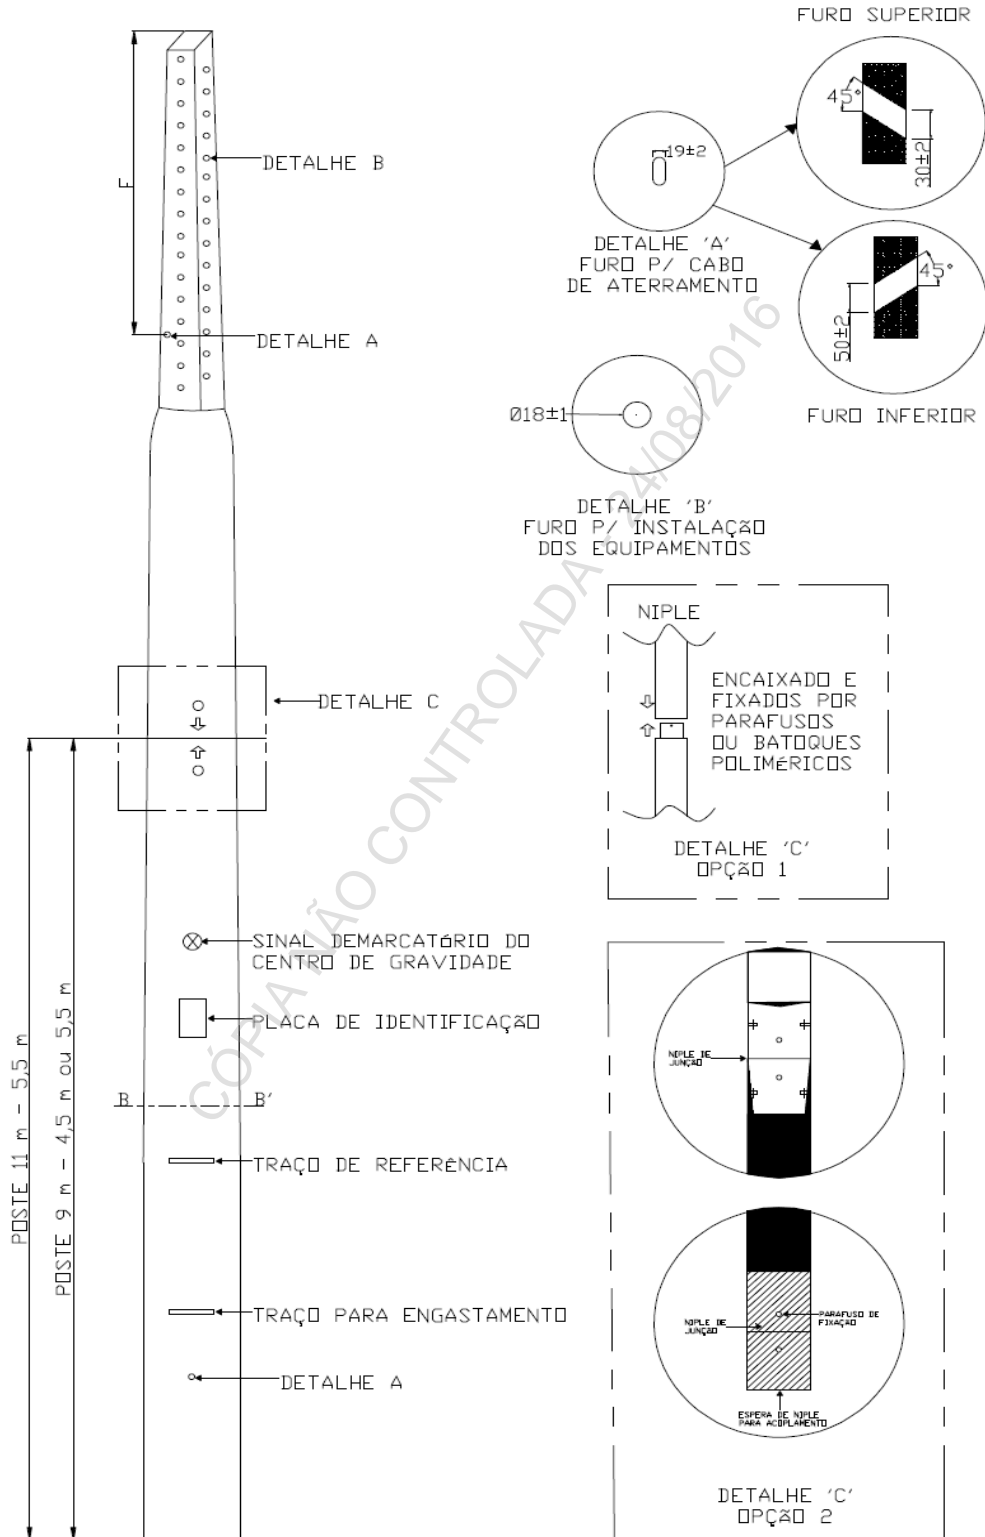 FURO SUPERIOR
45°
30±2
19±2
DETALHE B
F
DETALHE 'A'
FURO P/ CABO
DE ATERRAMENTO
45°
50±2
DETALHE A
FURO INFERIOR
Ø18±1
DETALHE 'B'
FURO P/ INSTALAÇÃO
DOS EQUIPAMENTOS
NIPLE
ENCAIXADO E
FIXADOS POR
PARAFUSOS
OU BATOQUES
POLIMéRICOS
DETALHE C
DETALHE 'C'
OPÇÃO 1
SINAL DEMARCATóRIO DO
CENTRO DE GRAVIDADE
PLACA DE IDENTIFICAÇÃO
NIPLE DE
JUNÇÃO
B B'
TRAÇO DE REFERêNCIA
POSTE 11 m - 5,5 m
POSTE 9 m - 4,5 m ou 5,5 m
TRAÇO PARA ENGASTAMENTO
NIPLE DE
JUNÇÃO
PARAFUSO DE
FIXAÇÃO
DETALHE A
ESPERA DE NIPLE
PARA ACOPLAMENTO
DETALHE 'C'
OPÇÃO 2
CÓPIA NÃO CONTROLADA - 24/08/2016